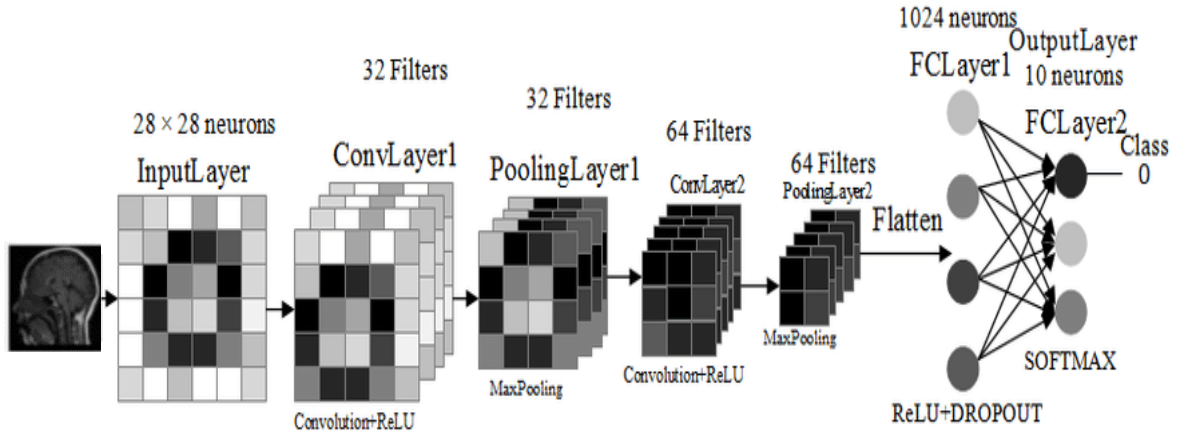 28 × 28 neurons
InputLayer
32 Filters
ConvLayer1
Convolution+ReLU
32 Filters
PoolingLayer1
MaxPooling
64 Filters
ConvLayer2
Convolution+ReLU
64 Filters
PoolingLayer2
MaxPooling
Flatten
1024 neurons
FCLayer1
ReLU+DROPOUT
OutputLayer
10 neurons
FCLayer2
SOFTMAX
Class
0